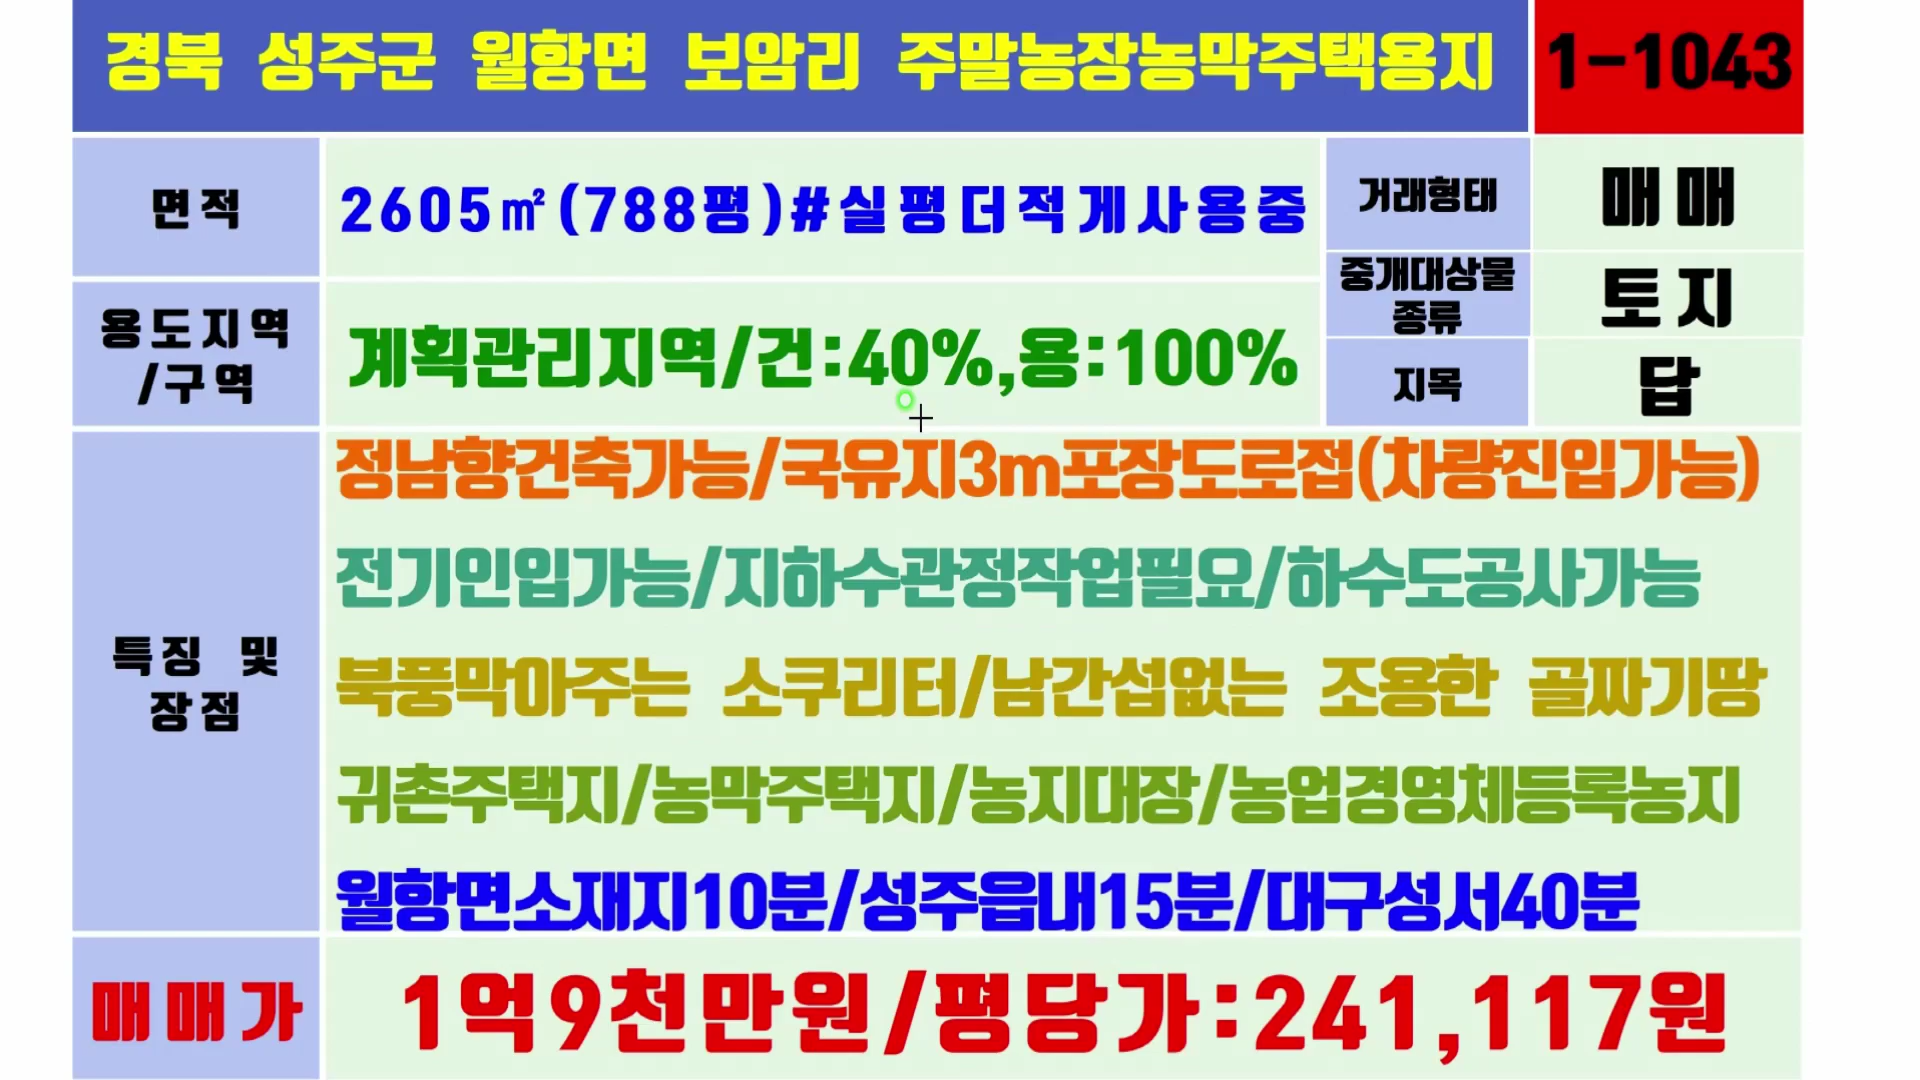 경북 성주군 월항면 보암리 주말농장농막주택용지
1-1043
면적
2605㎡(788평)#실평더적게사용중
거래형태
매매
중개대상물
종류
토지
용도지역
/구역
계획관리지역/건:40%,용:100%
지목
답
특징 및
장점
정남향건축가능/국유지3m포장도로접(차량진입가능)
전기인입가능/지하수관정작업필요/하수도공사가능
북풍막아주는 소쿠리터/남간섭없는 조용한 골짜기땅
귀촌주택지/농막주택지/농지대장/농업경영체등록농지
월항면소재지10분/성주읍내15분/대구성서40분
매매가
1억9천만원/평당가:241,117원